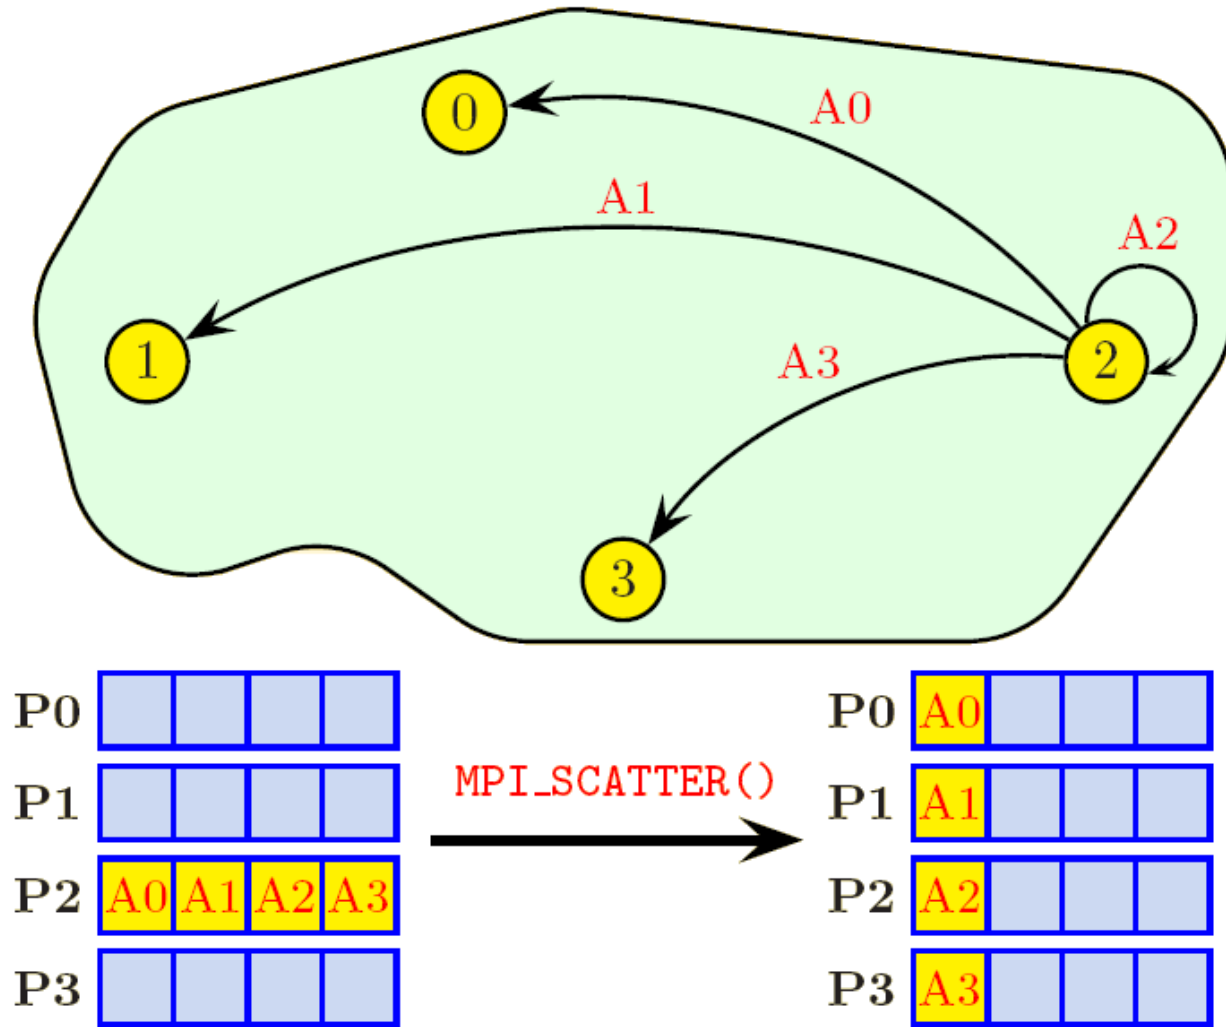 0
A0
A1
A2
1
A3
2
3
P0
P0 A0
MPI_SCATTER()
P1
P1 A1
P2 A0 A1 A2 A3
P2 A2
P3
P3 A3